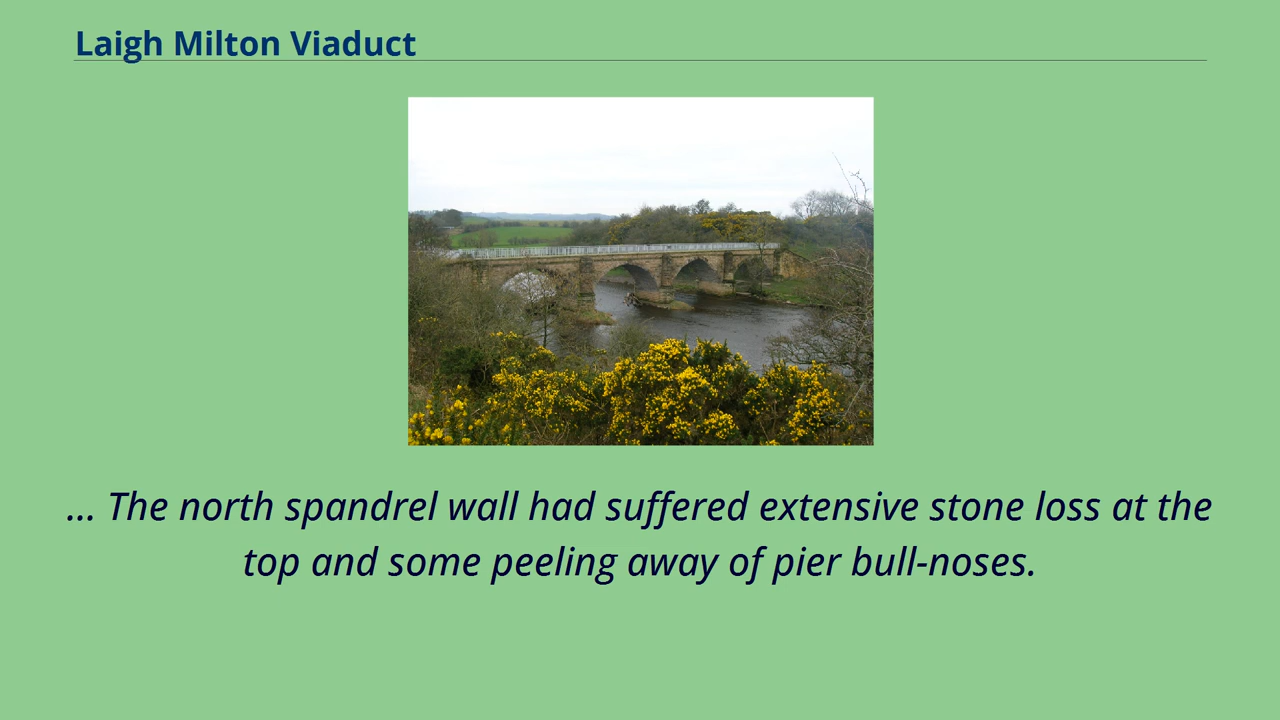 Laigh Milton Viaduct
... The north spandrel wall had suffered extensive stone loss at the
top and some peeling away of pier bull-noses.